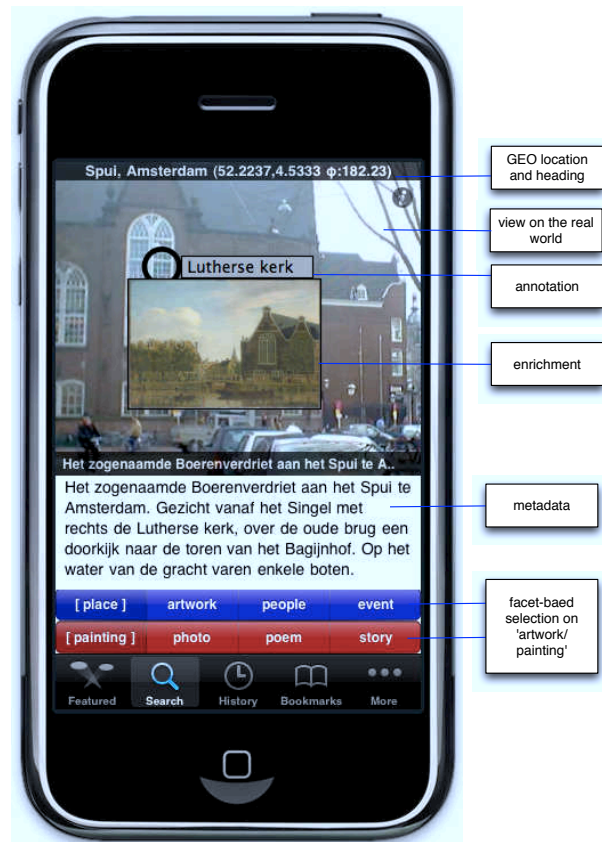 Spui, Amsterdam (52.2237,4.5333 φ:182.23)
Lutherse kerk
Het zogenaamde Boerenverdriet aan het Spui te A..
Het zogenaamde Boerenverdriet aan het Spui te
Amsterdam. Gezicht vanaf het Singel met
rechts de Lutherse kerk, over de oude brug een
doorkijk naar de toren van het Bagijnhof. Op het
water van de gracht varen enkele boten.
[ place ] artwork people event
[ painting ] photo poem story
Featured Search History Bookmarks More
GEO location
and heading
view on the real
world
annotation
enrichment
metadata
facet-baed
selection on
'artwork/
painting'